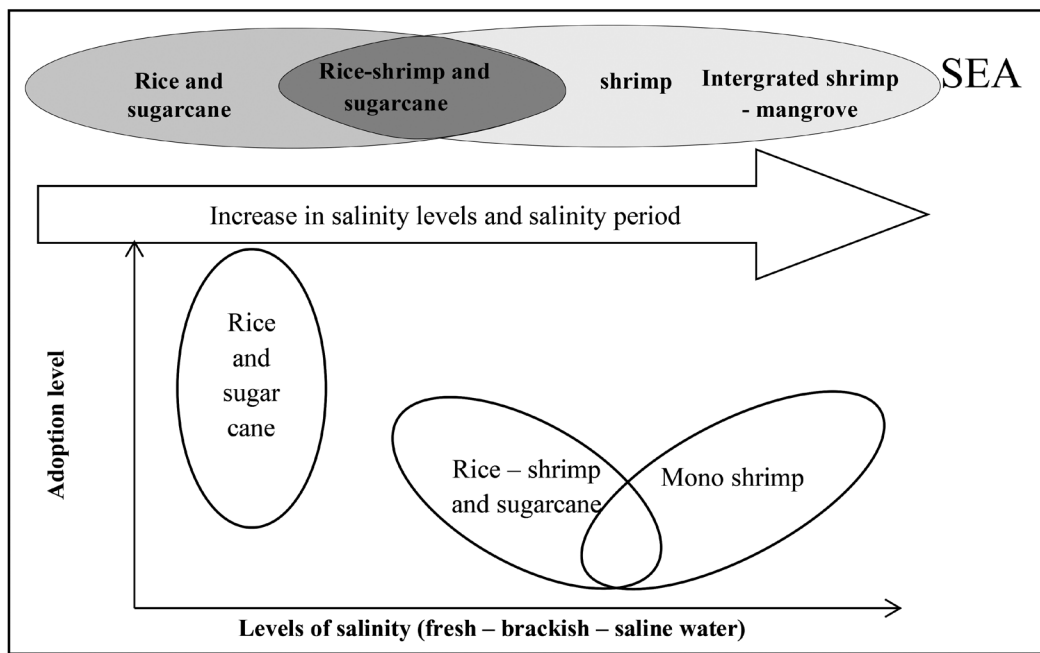 Rice and
sugarcane
Rice-shrimp and
sugarcane
shrimp
Intergrated shrimp
- mangrove
SEA
Increase in salinity levels and salinity period
Adoption level
Rice
and
sugar
cane
Rice – shrimp
and sugarcane
Mono shrimp
Levels of salinity (fresh – brackish – saline water)